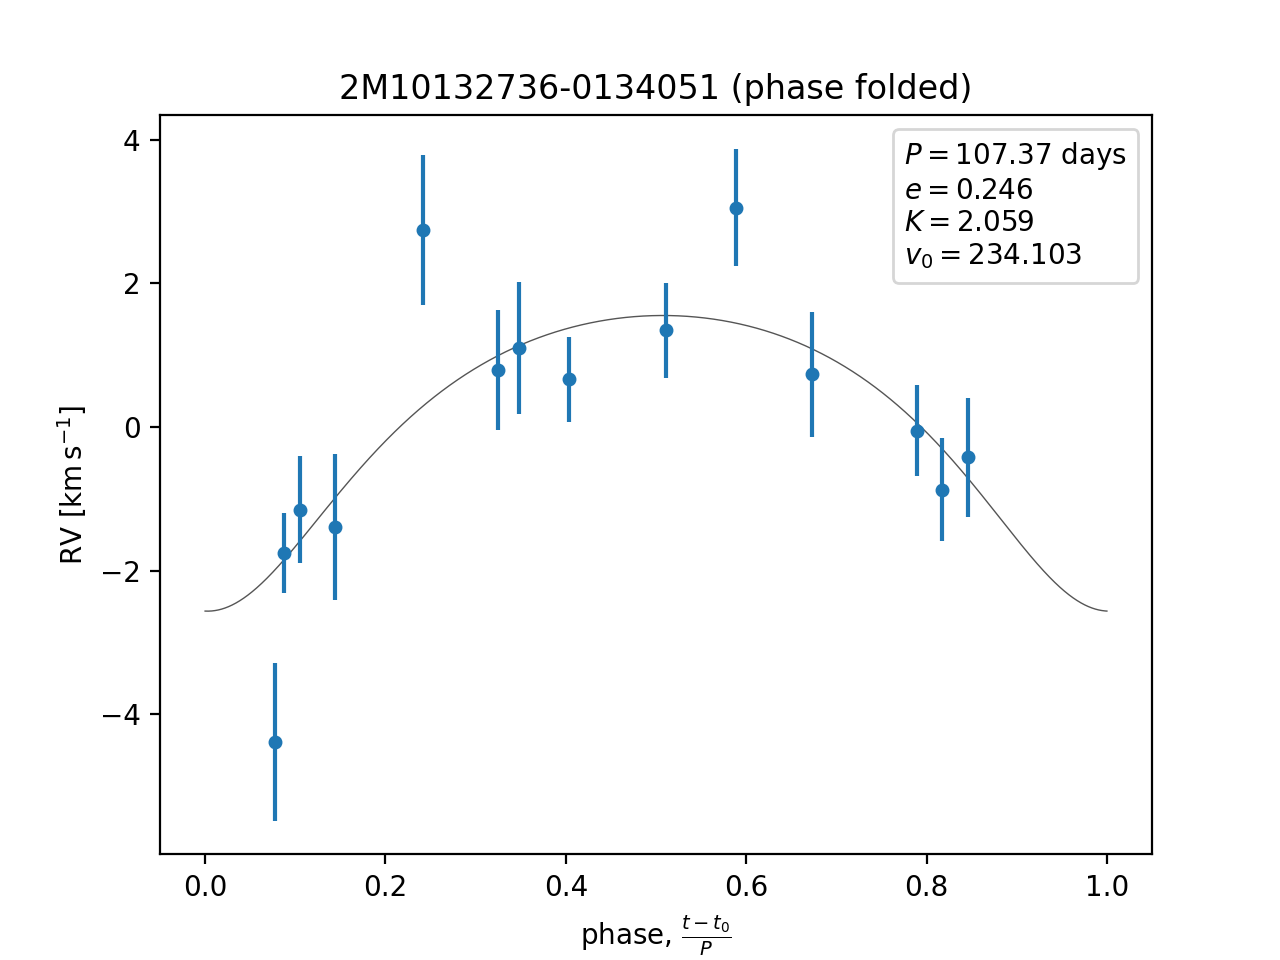 2M10132736-0134051 (phase folded)
P = 107.37 days
e = 0.246
K = 2.059
v₀ = 234.103
4
2
0
−2
−4
RV [km s⁻¹]
0.0 0.2 0.4 0.6 0.8 1.0
phase, (t − t₀)/P